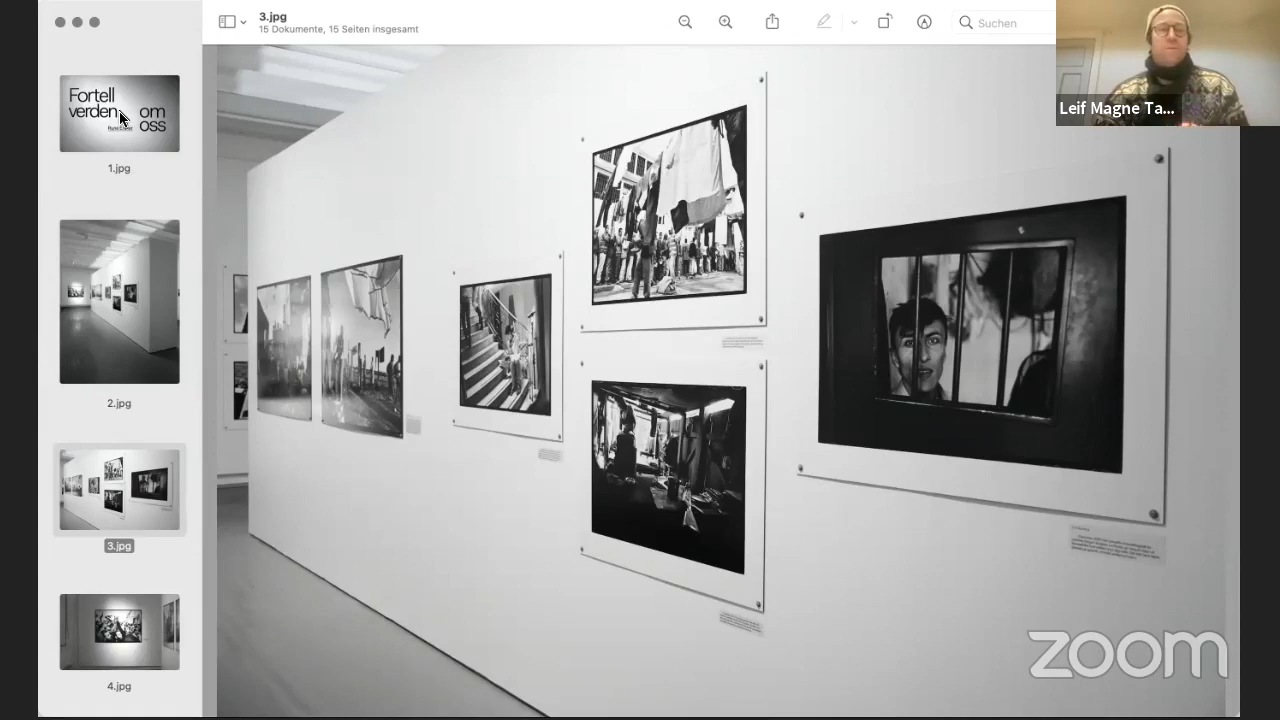 3.jpg
15 Dokumente, 15 Seiten insgesamt
Suchen
Leif Magne Ta...
Fortell
verden om
oss
1.jpg
2.jpg
3.jpg
4.jpg
zoom